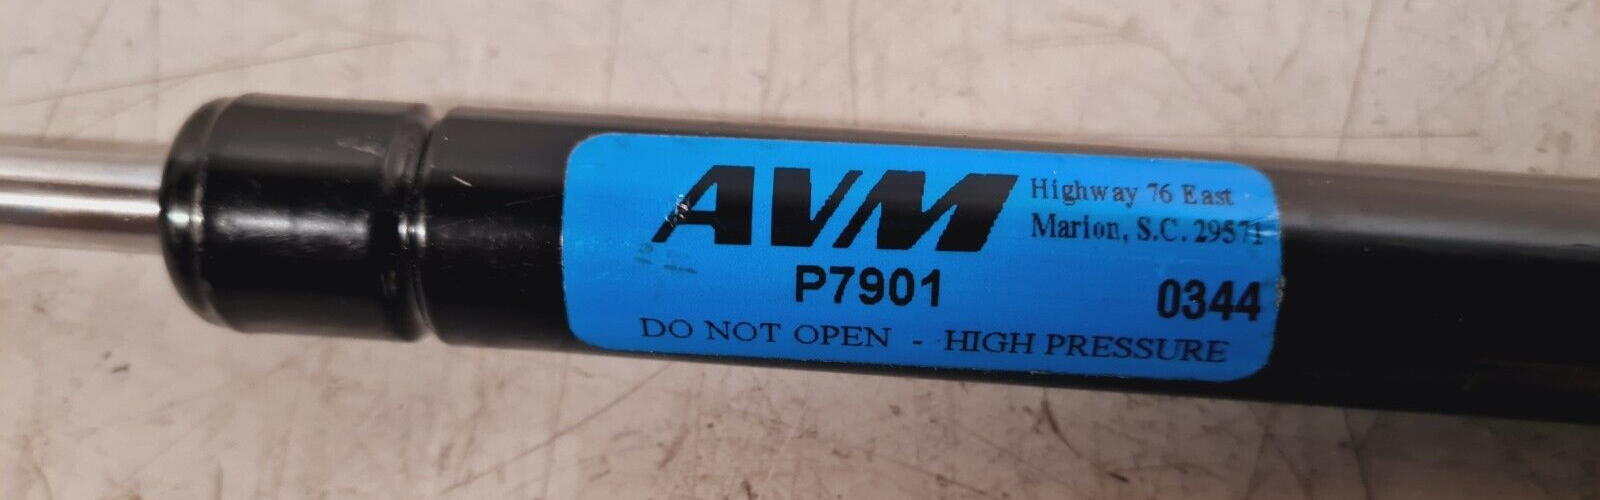 AVM
Highway 76 East
Marion, S.C. 29571
P7901
0344
DO NOT OPEN - HIGH PRESSURE